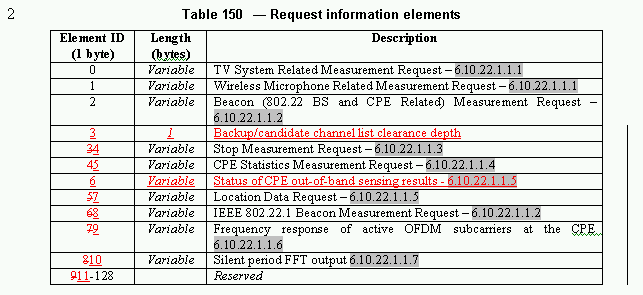 2
Table 150 — Request information elements
Element ID (1 byte) Length (bytes) Description
0 Variable TV System Related Measurement Request – 6.10.22.1.1.1
1 Variable Wireless Microphone Related Measurement Request – 6.10.22.1.1.1
2 Variable Beacon (802.22 BS and CPE Related) Measurement Request –
6.10.22.1.1.2
3 1 Backup/candidate channel list clearance depth
34 Variable Stop Measurement Request – 6.10.22.1.1.3
45 Variable CPE Statistics Measurement Request – 6.10.22.1.1.4
6 Variable Status of CPE out-of-band sensing results - 6.10.22.1.1.5
57 Variable Location Data Request – 6.10.22.1.1.5
68 Variable IEEE 802.22.1 Beacon Measurement Request – 6.10.22.1.1.2
79 Variable Frequency response of active OFDM subcarriers at the CPE
6.10.22.1.1.6
810 Variable Silent period FFT output 6.10.22.1.1.7
911-128 Reserved